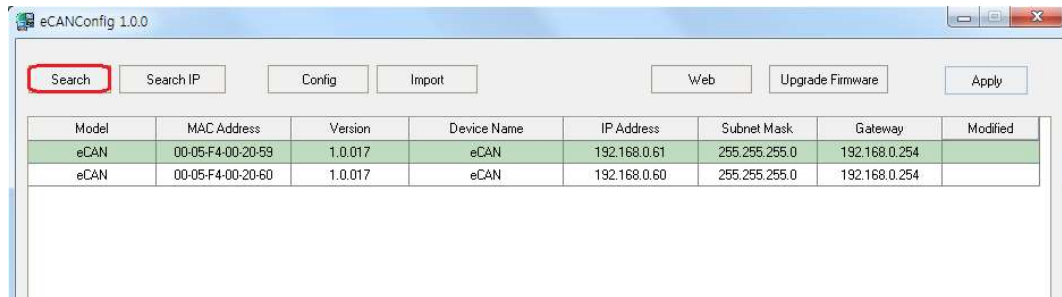 eCANConfig 1.0.0
Search Search IP Config Import Web Upgrade Firmware Apply
Model MAC Address Version Device Name IP Address Subnet Mask Gateway Modified
eCAN 00-05-F4-00-20-59 1.0.017 eCAN 192.168.0.61 255.255.255.0 192.168.0.254
eCAN 00-05-F4-00-20-60 1.0.017 eCAN 192.168.0.60 255.255.255.0 192.168.0.254